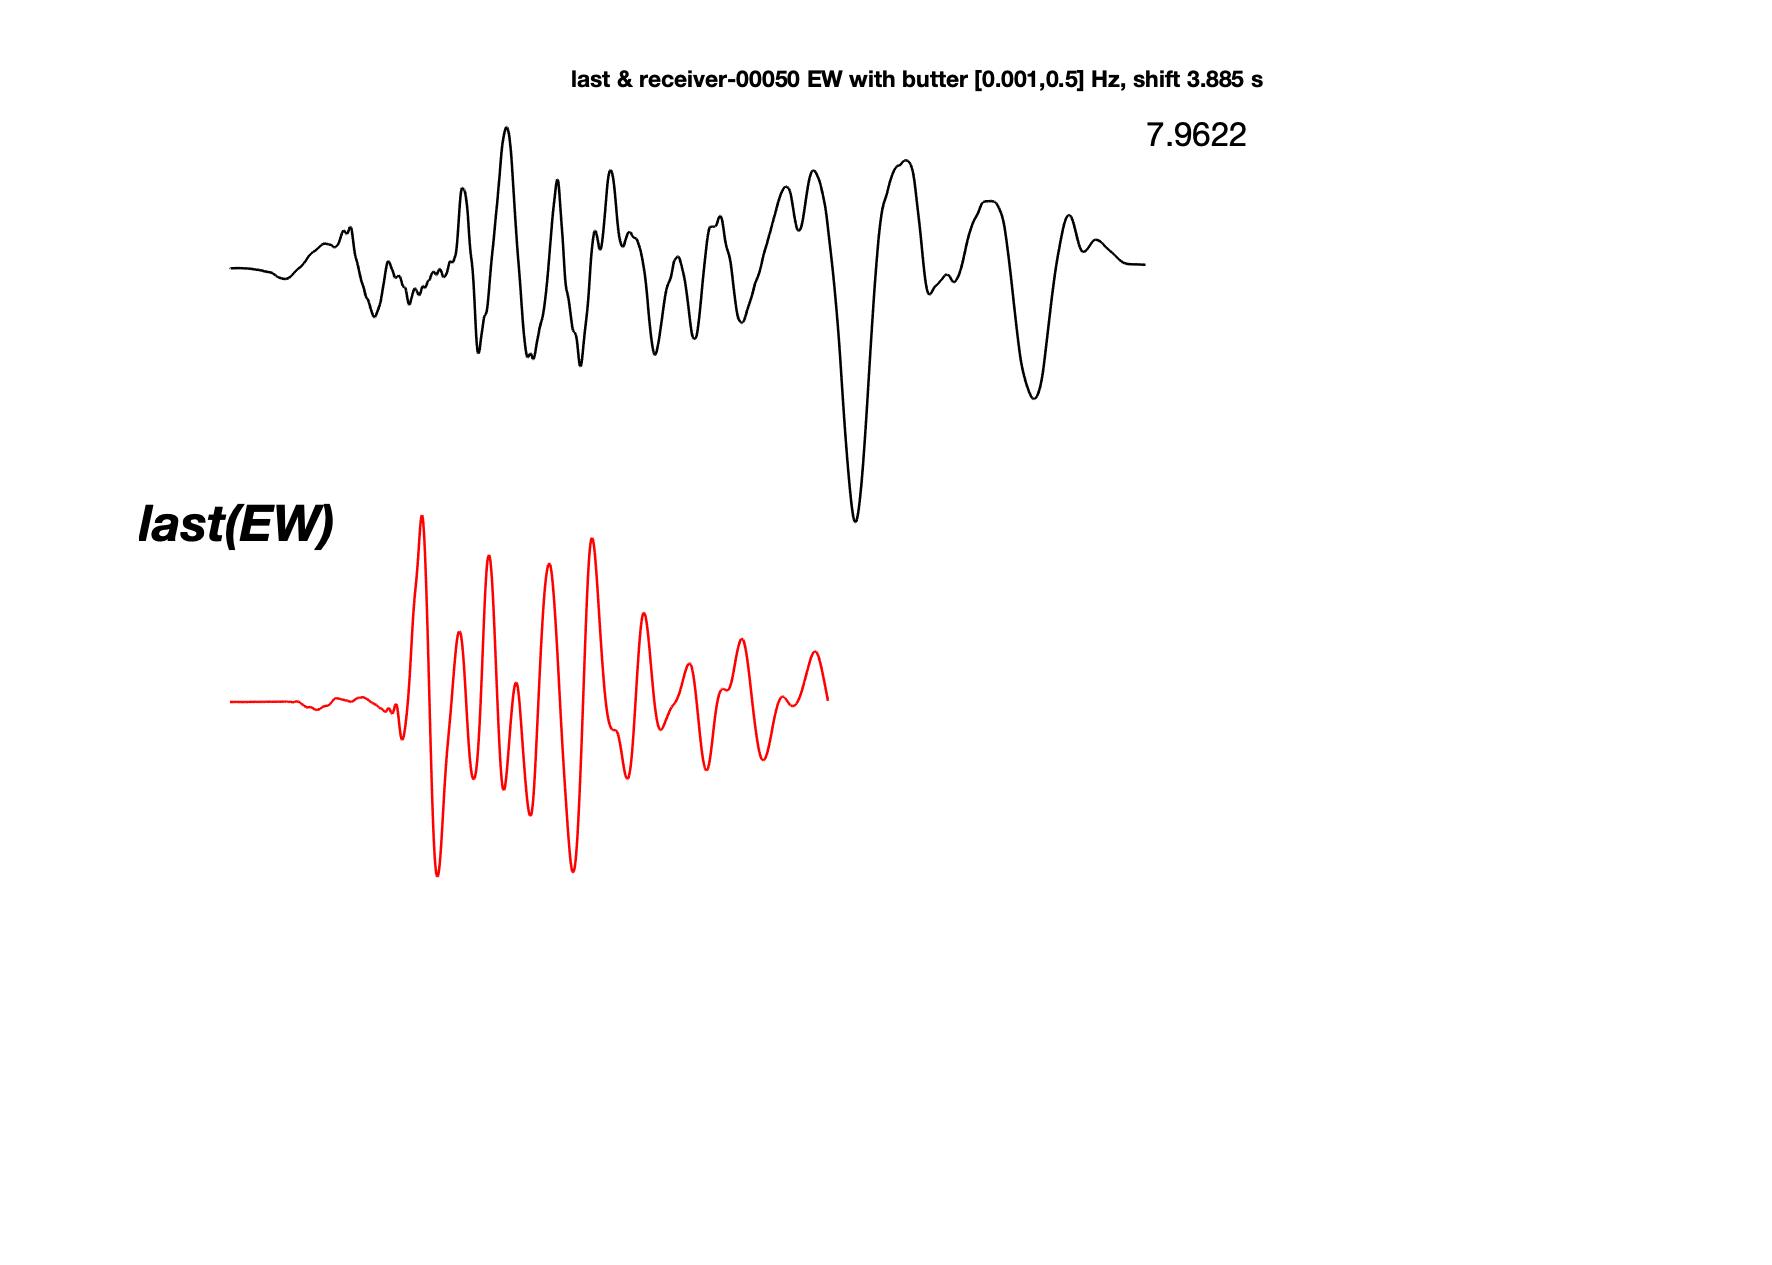 last & receiver-00050 EW with butter [0.001,0.5] Hz, shift 3.885 s
7.9622
last(EW)